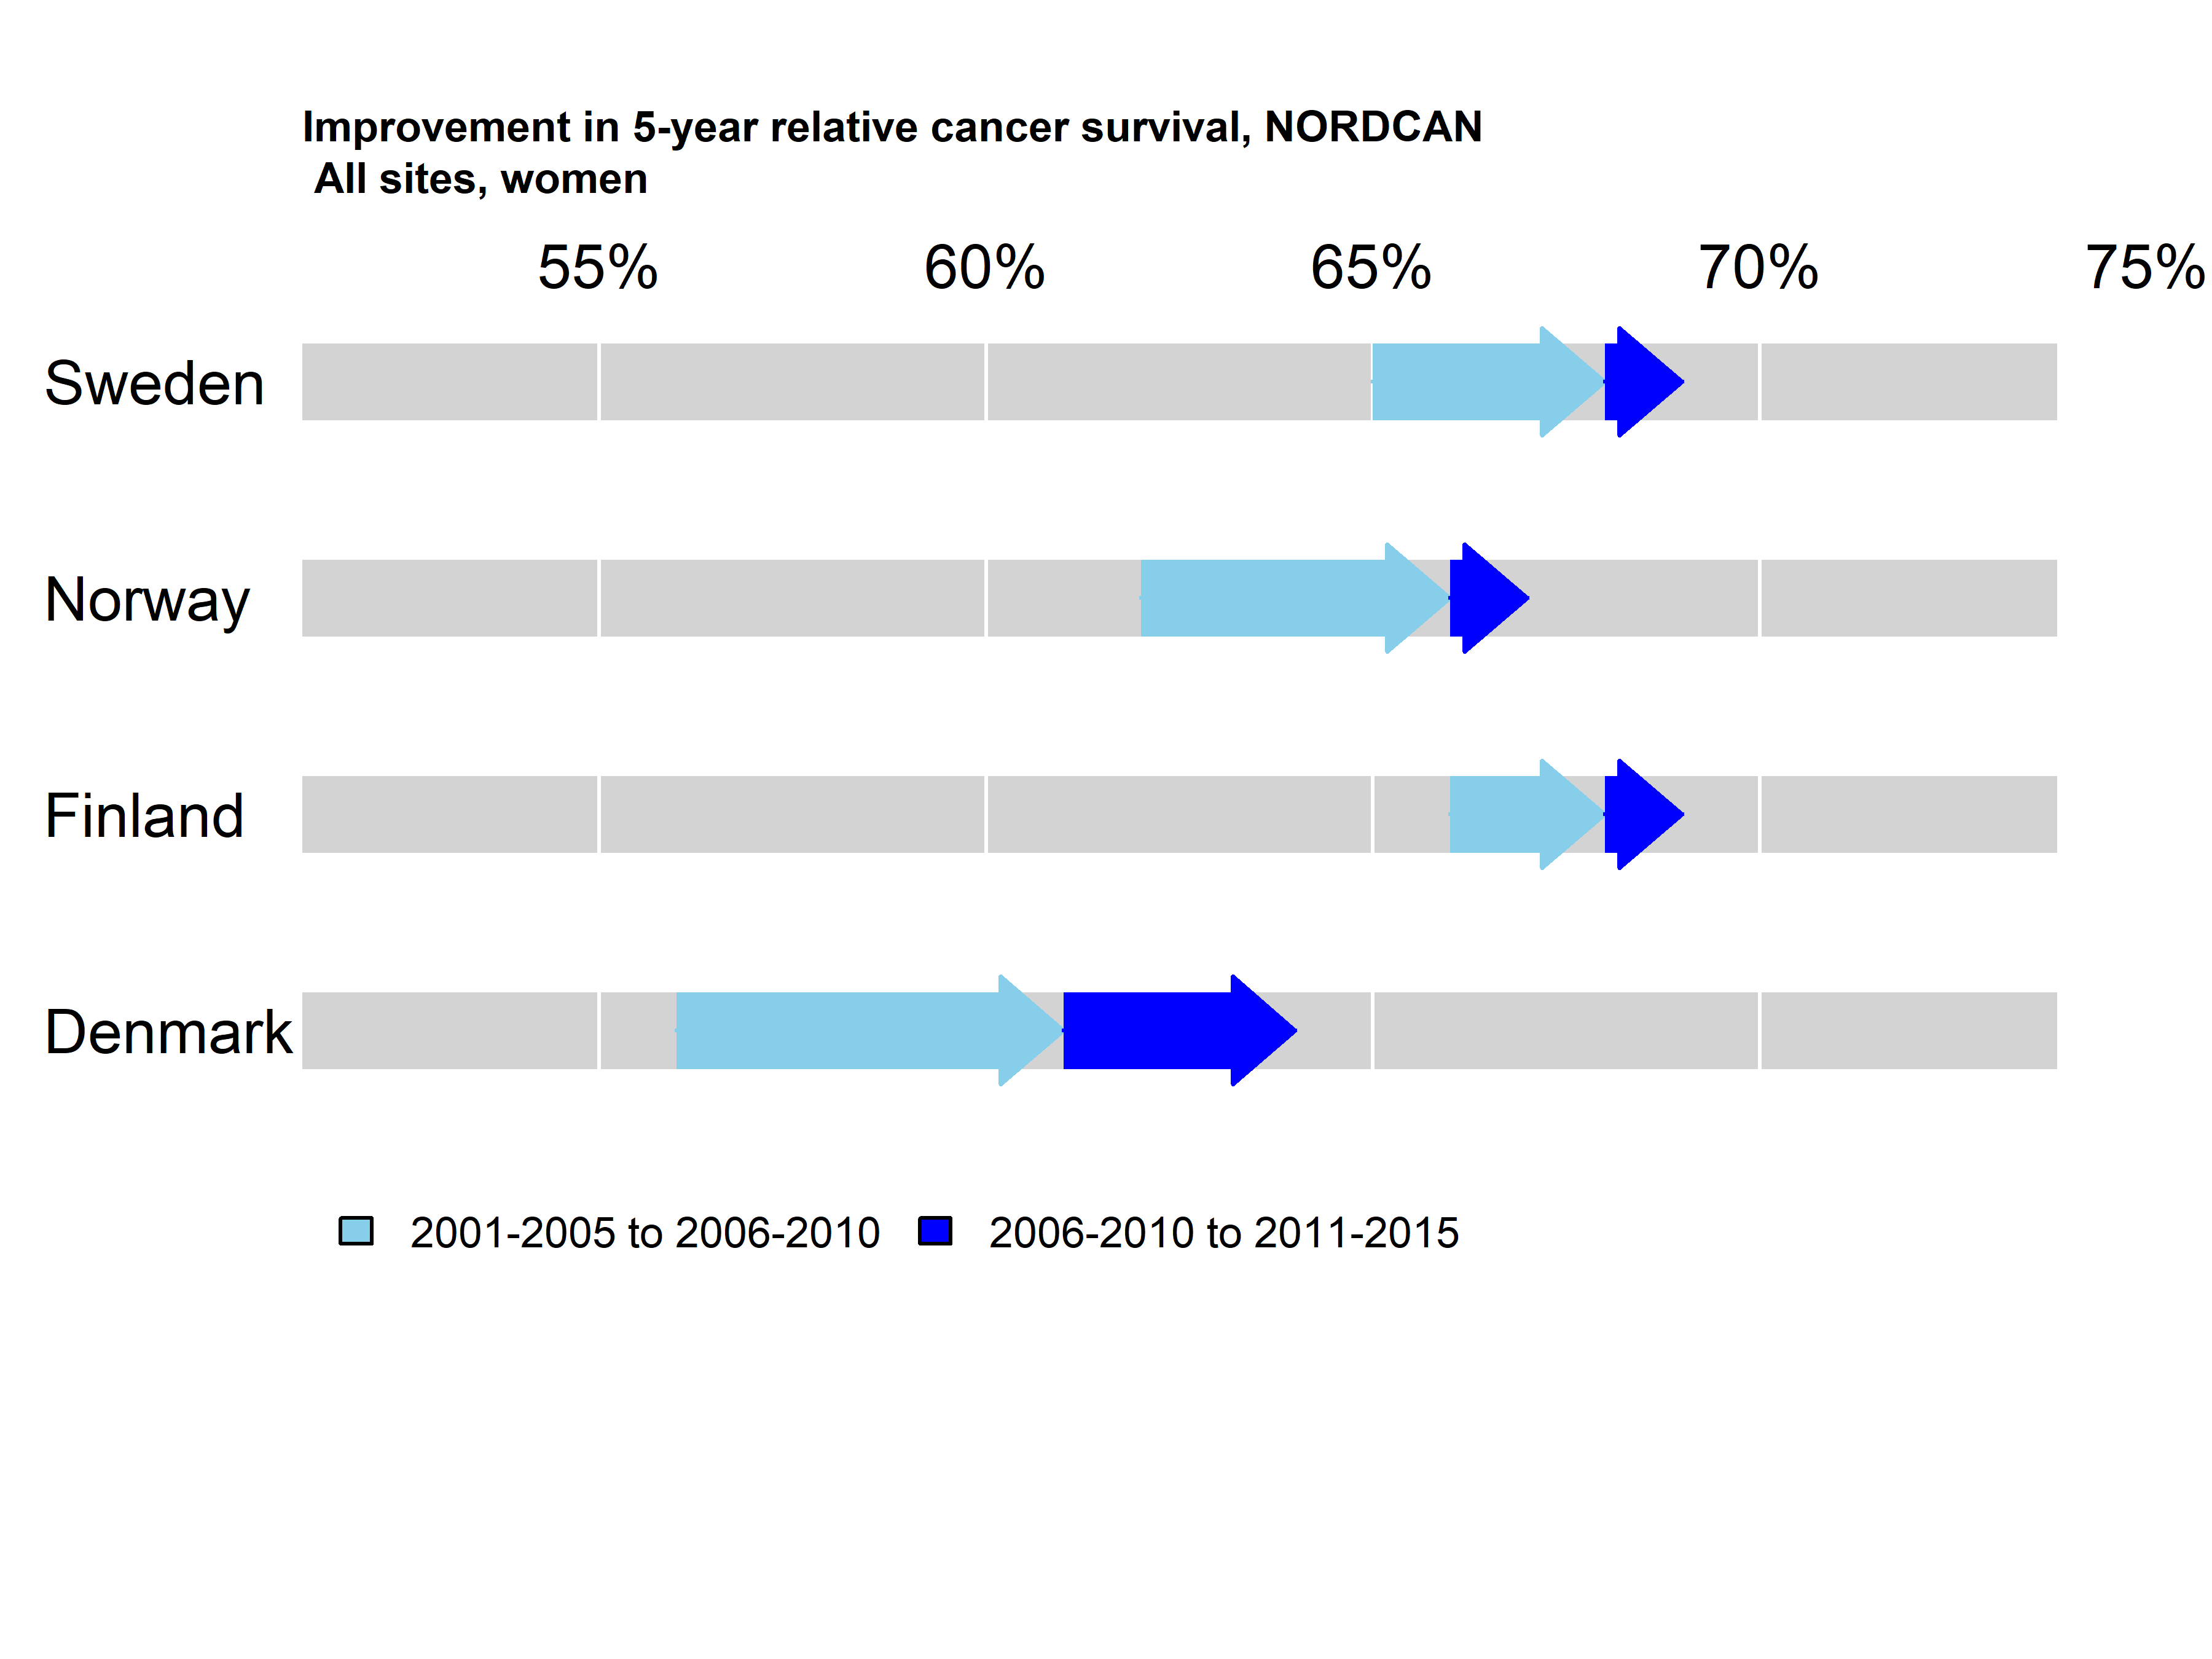 Improvement in 5-year relative cancer survival, NORDCAN
All sites, women
55% 60% 65% 70% 75%
Sweden
Norway
Finland
Denmark
2001-2005 to 2006-2010 2006-2010 to 2011-2015